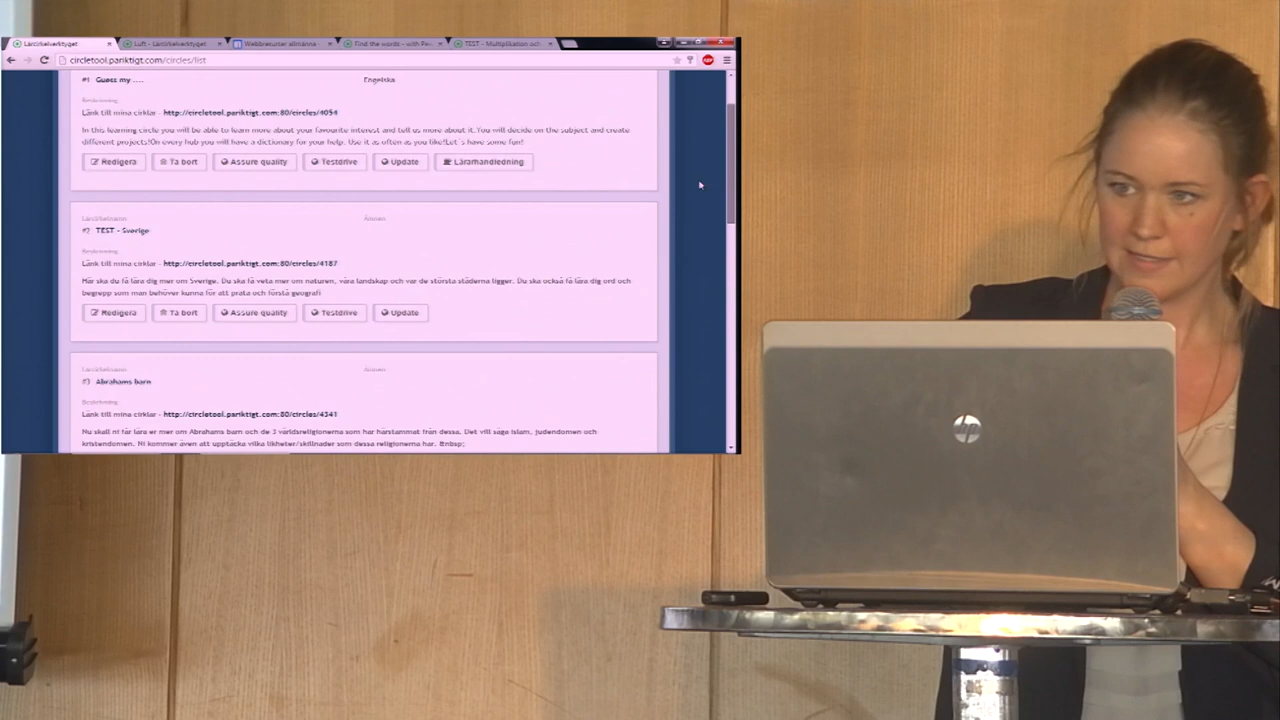 Lärcirkelverktyget
Luft - Lärcirkelverktyget
Webbresurser allmänna -
Find the words - with Pev
TEST - Multiplikation och
circletool.pariktigt.com/circles/list
#1 Guess my .... Engelska
Beskrivning
Länk till mina cirklar - http://circletool.pariktigt.com:80/circles/4054
In this learning circle you will be able to learn more about your favourite interest and tell us more about it.You will decide on the subject and create
different projects!On every hub you will have a dictionary for your help. Use it as often as you like!Let´s have some fun!
Redigera Ta bort Assure quality Testdrive Update Lärarhandledning
Lärcirkelnamn Ämnen
#2 TEST - Sverige
Beskrivning
Länk till mina cirklar - http://circletool.pariktigt.com:80/circles/4187
Här ska du få lära dig mer om Sverige. Du ska få veta mer om naturen, våra landskap och var de största städerna ligger. Du ska också få lära dig ord och
begrepp som man behöver kunna för att prata och förstå geografi
Redigera Ta bort Assure quality Testdrive Update
Lärcirkelnamn Ämnen
#3 Abrahams barn
Beskrivning
Länk till mina cirklar - http://circletool.pariktigt.com:80/circles/4341
Nu skall ni får lära er mer om Abrahams barn och de 3 världsreligionerna som har härstammat från dessa. Det vill säga islam, judendomen och
kristendomen. Ni kommer även att upptäcka vilka likheter/skillnader som dessa religionerna har. &nbsp;
hp